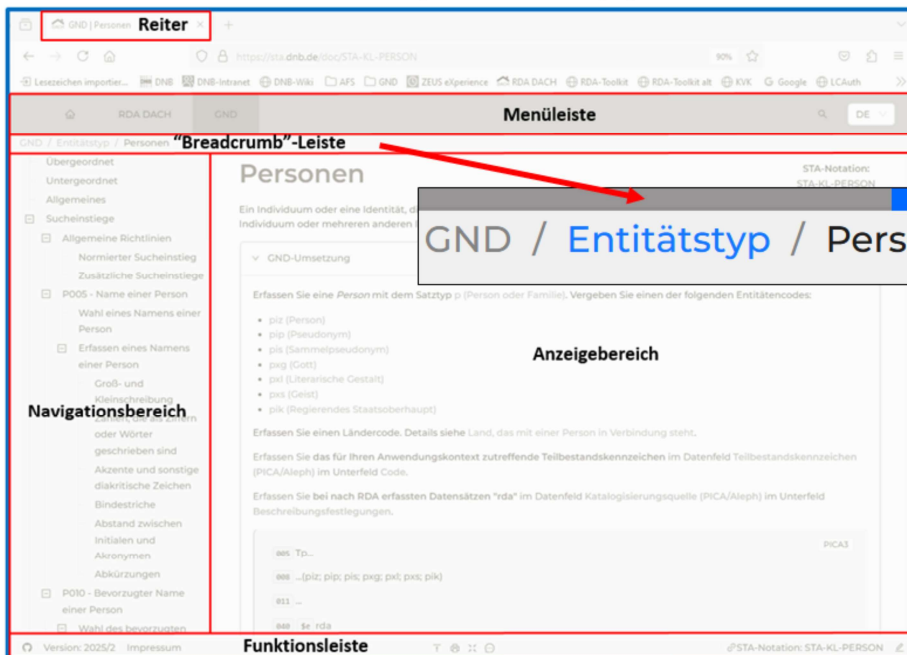 GND | Personen Reiter × +
https://sta.dnb.de/doc/STA-KL-PERSON 90%
Lesezeichen importier... DNB DNB-Intranet DNB-Wiki AFS GND ZEUS eXperience RDA DACH RDA-Toolkit RDA-Toolkit alt KVK Google LCAuth
RDA DACH GND Menüleiste DE
GND / Entitätstyp / Personen "Breadcrumb"-Leiste
Übergeordnet
Untergeordnet
Allgemeines
Sucheinstiege
Allgemeine Richtlinien
Normierter Sucheinstieg
Zusätzliche Sucheinstiege
P005 - Name einer Person
Wahl eines Namens einer
Person
Erfassen eines Namens
einer Person
Groß- und
Kleinschreibung
Navigationsbereich
Zahlen, die als Ziffern
oder Wörter
geschrieben sind
Akzente und sonstige
diakritische Zeichen
Bindestriche
Abstand zwischen
Initialen und
Akronymen
Abkürzungen
P010 - Bevorzugter Name
einer Person
Wahl des bevorzugten
Personen
STA-Notation:
STA-KL-PERSON
Ein Individuum oder eine Identität, d
Individuum oder mehreren anderen
GND / Entitätstyp / Pers
GND-Umsetzung
Erfassen Sie eine Person mit dem Satztyp p (Person oder Familie). Vergeben Sie einen der folgenden Entitätencodes:
piz (Person)
pip (Pseudonym)
pis (Sammelpseudonym)
pxg (Gott)
pxl (Literarische Gestalt)
pxs (Geist)
pik (Regierendes Staatsoberhaupt)
Anzeigebereich
Erfassen Sie einen Ländercode. Details siehe Land, das mit einer Person in Verbindung steht.
Erfassen Sie das für Ihren Anwendungskontext zutreffende Teilbestandskennzeichen im Datenfeld Teilbestandskennzeichen
(PICA/Aleph) im Unterfeld Code.
Erfassen Sie bei nach RDA erfassten Datensätzen "rda" im Datenfeld Katalogisierungsquelle (PICA/Aleph) im Unterfeld
Beschreibungsfestlegungen.
PICA3
005 Tp...
008 ...(piz; pip; pis; pxg; pxl; pxs; pik)
011 ...
040 $e rda
Version: 2025/2 Impressum Funktionsleiste STA-Notation: STA-KL-PERSON